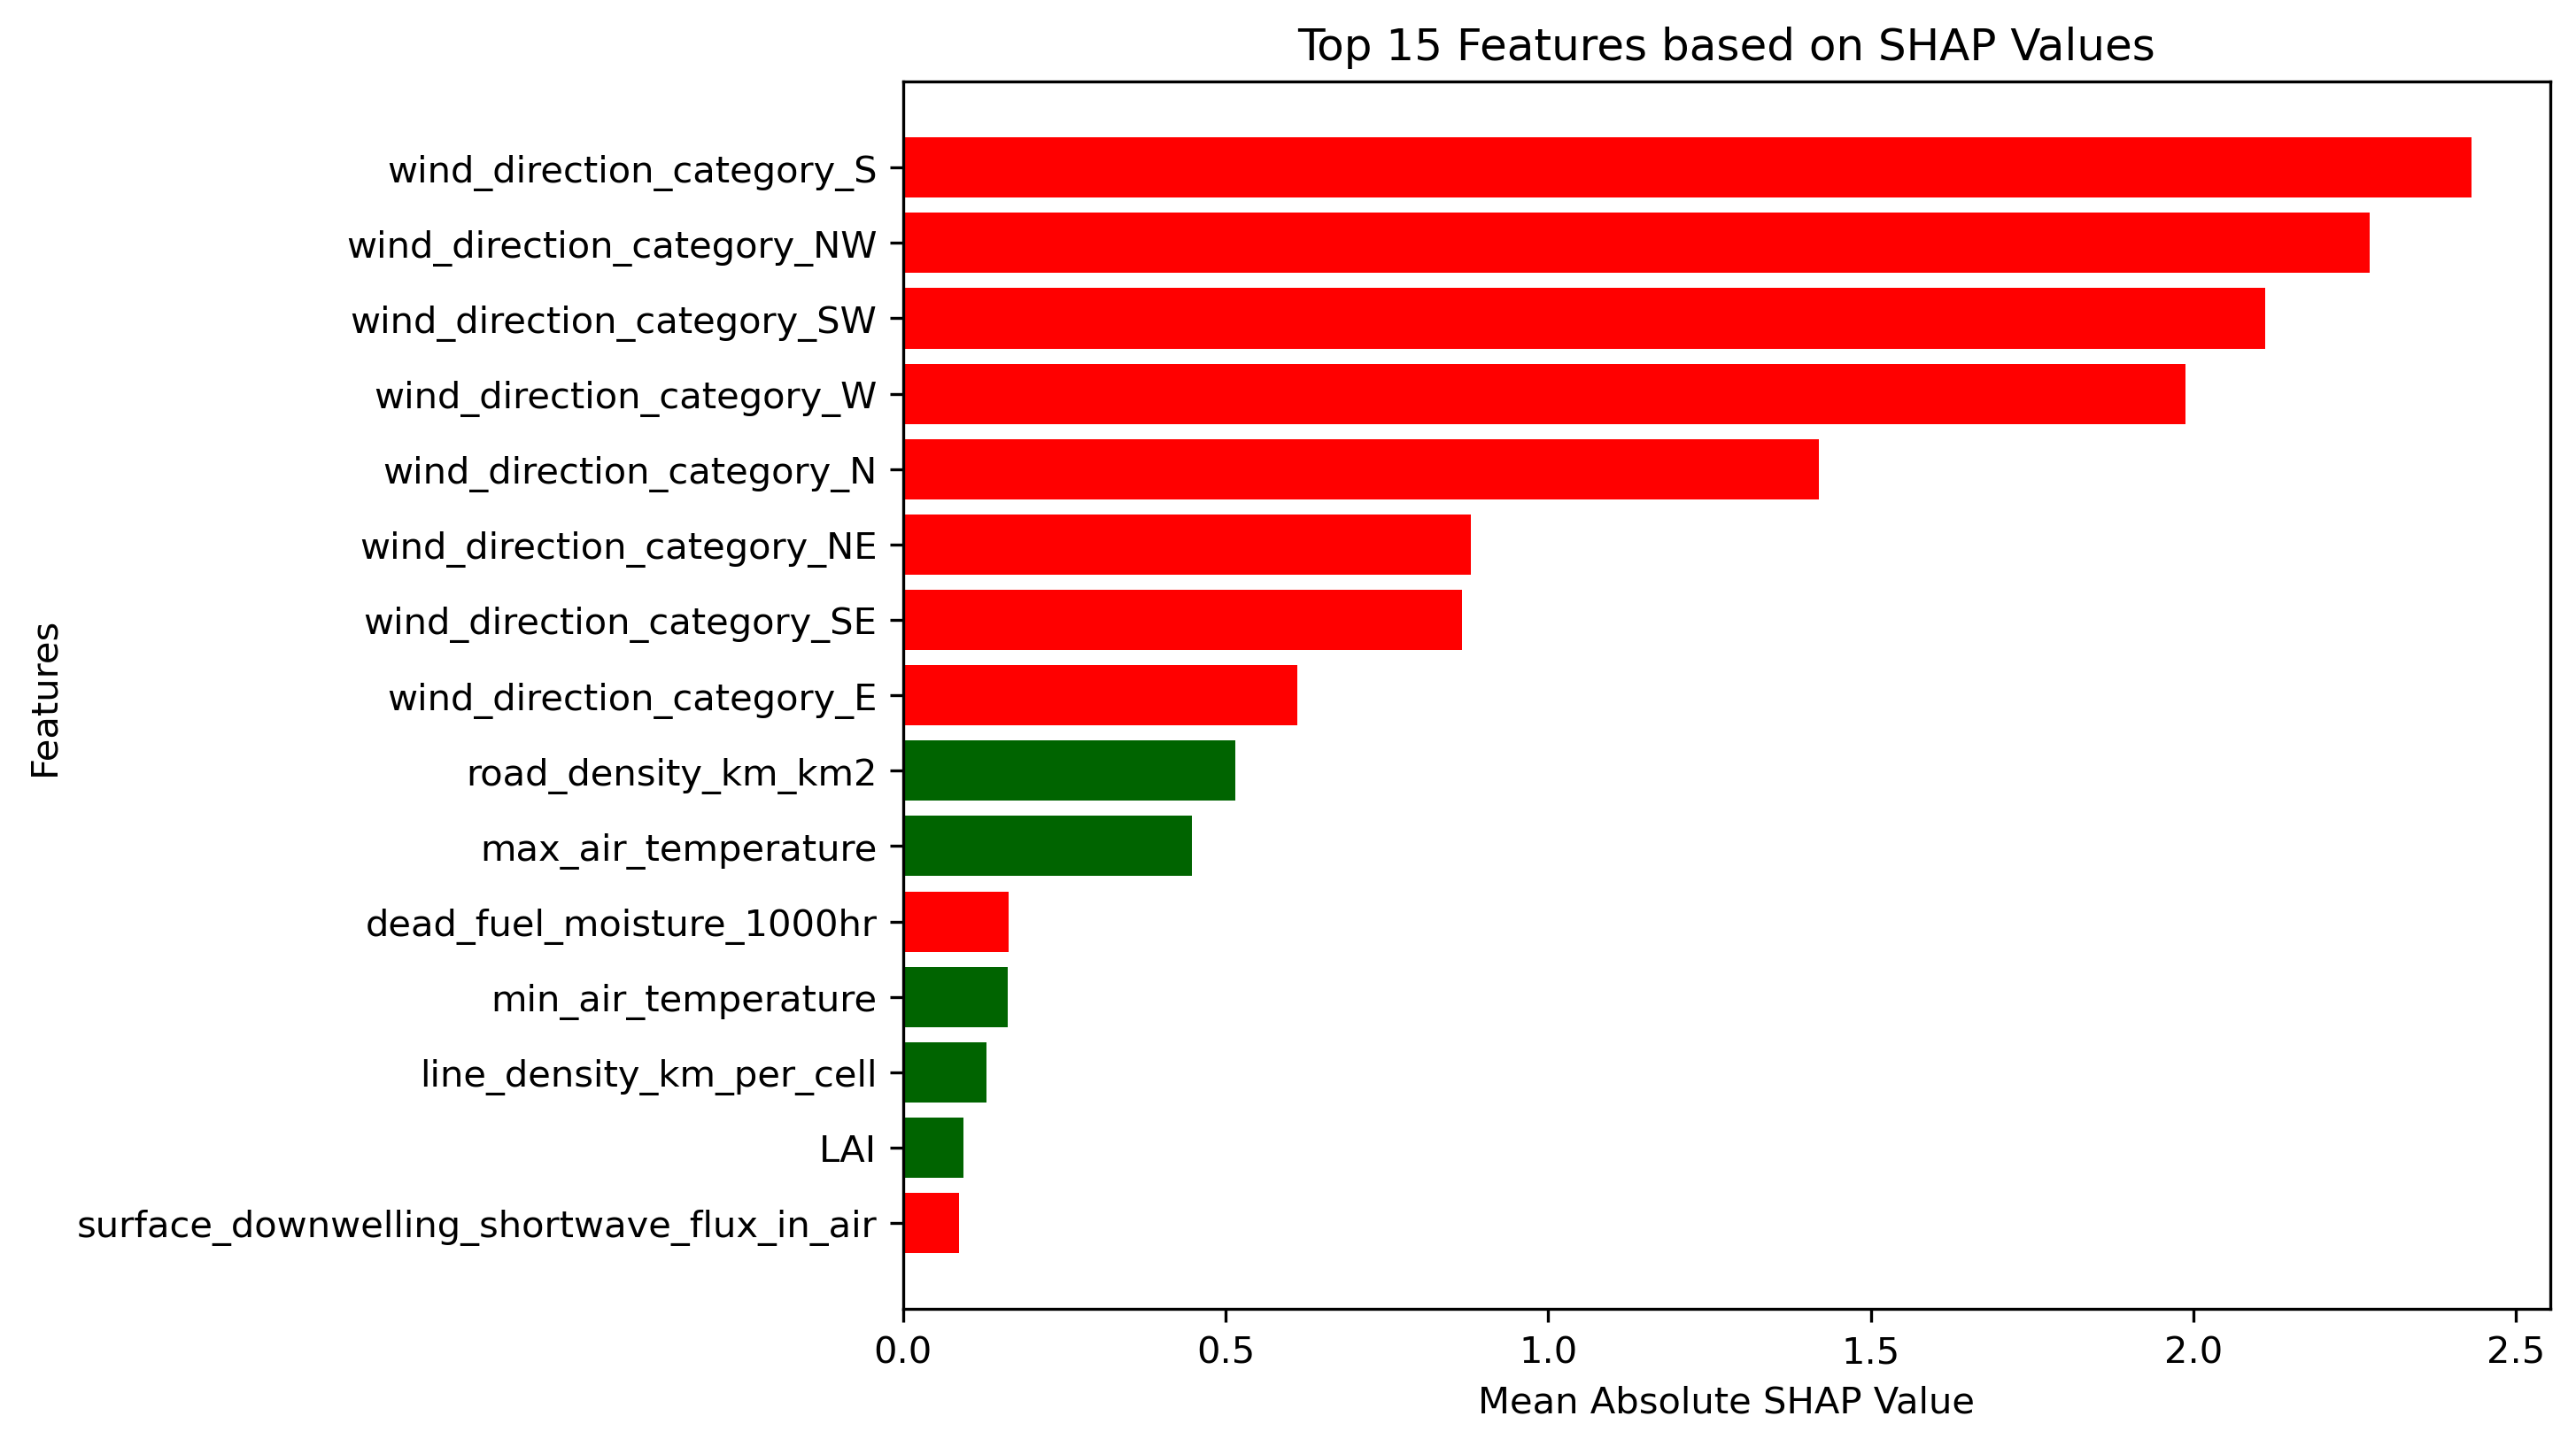 Top 15 Features based on SHAP Values
Features
wind_direction_category_S
wind_direction_category_NW
wind_direction_category_SW
wind_direction_category_W
wind_direction_category_N
wind_direction_category_NE
wind_direction_category_SE
wind_direction_category_E
road_density_km_km2
max_air_temperature
dead_fuel_moisture_1000hr
min_air_temperature
line_density_km_per_cell
LAI
surface_downwelling_shortwave_flux_in_air
0.0 0.5 1.0 1.5 2.0 2.5
Mean Absolute SHAP Value